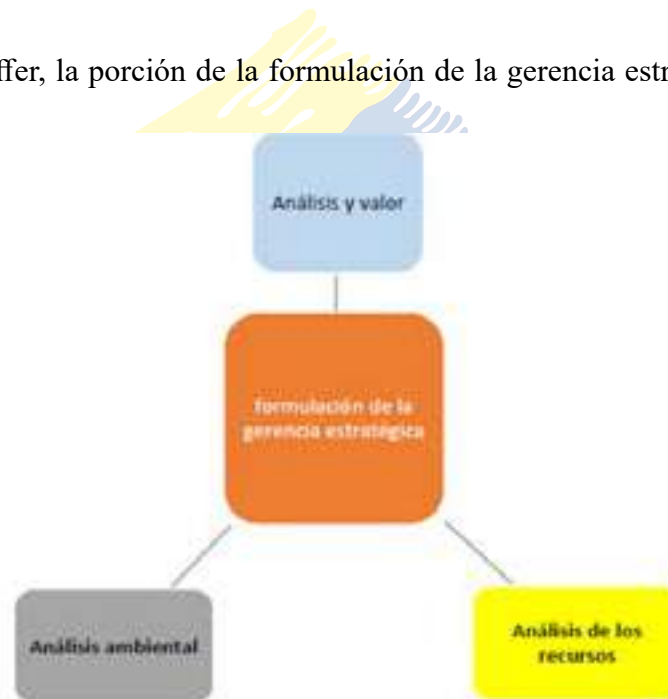 ffer, la porción de la formulación de la gerencia estr
Análisis y valor
formulación de la
gerencia estratégica
Análisis ambiental
Análisis de los
recursos